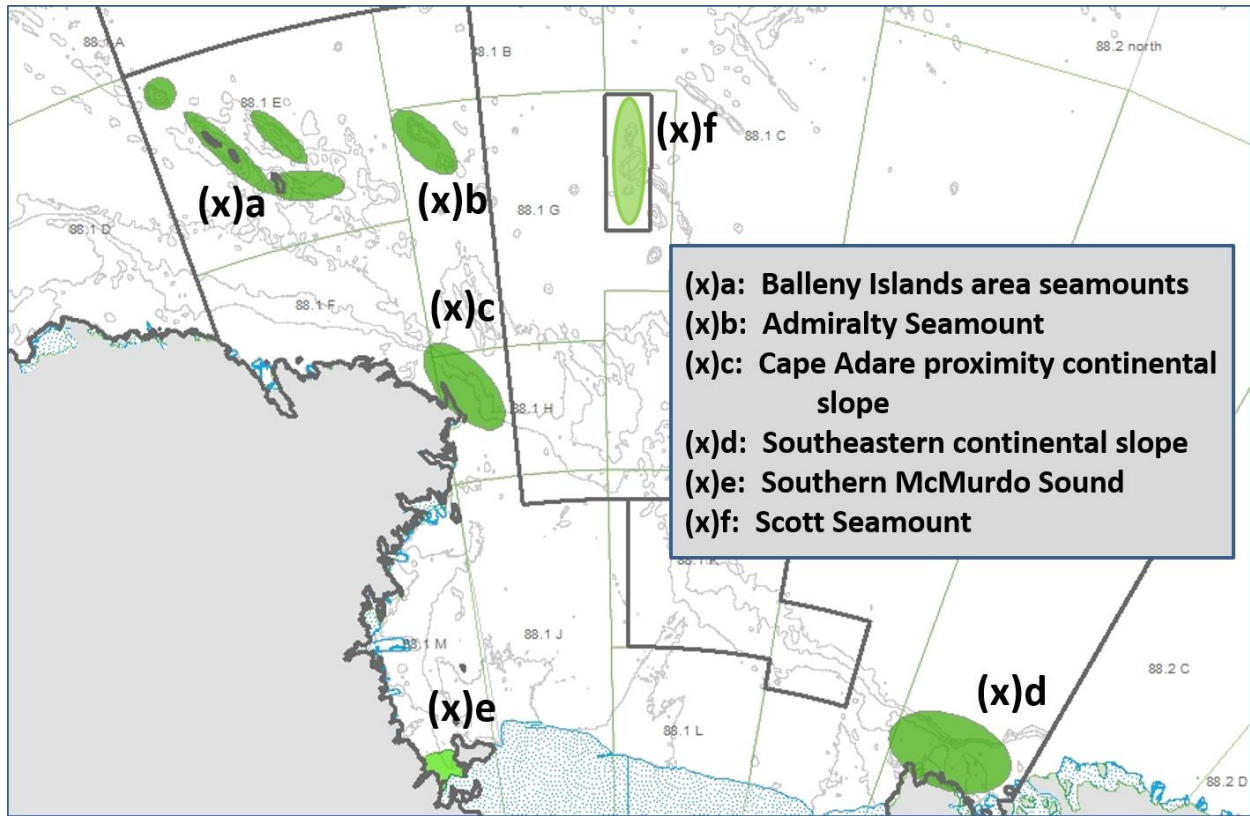 88.1 A
88.1 B
88.2 north
88.1 E
(x)f
88.1 C
(x)a
(x)b
88.1 G
88.1 D
(x)c
88.1 F
(x)a: Balleny Islands area seamounts
(x)b: Admiralty Seamount
(x)c: Cape Adare proximity continental
slope
(x)d: Southeastern continental slope
(x)e: Southern McMurdo Sound
(x)f: Scott Seamount
88.1 H
88.1 K
88.1 M
88.1 J
88.2 C
(x)e
(x)d
88.1 L
88.2 D